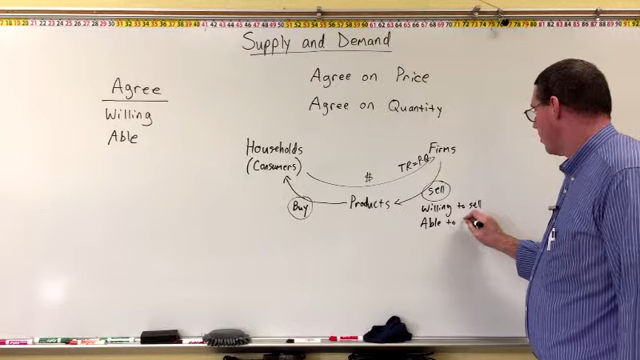 Supply and Demand
Agree
Willing
Able
Agree on Price
Agree on Quantity
Households
(Consumers)
Firms
$
TR=P.Q
Buy
Products
sell
Willing to sell
Able to